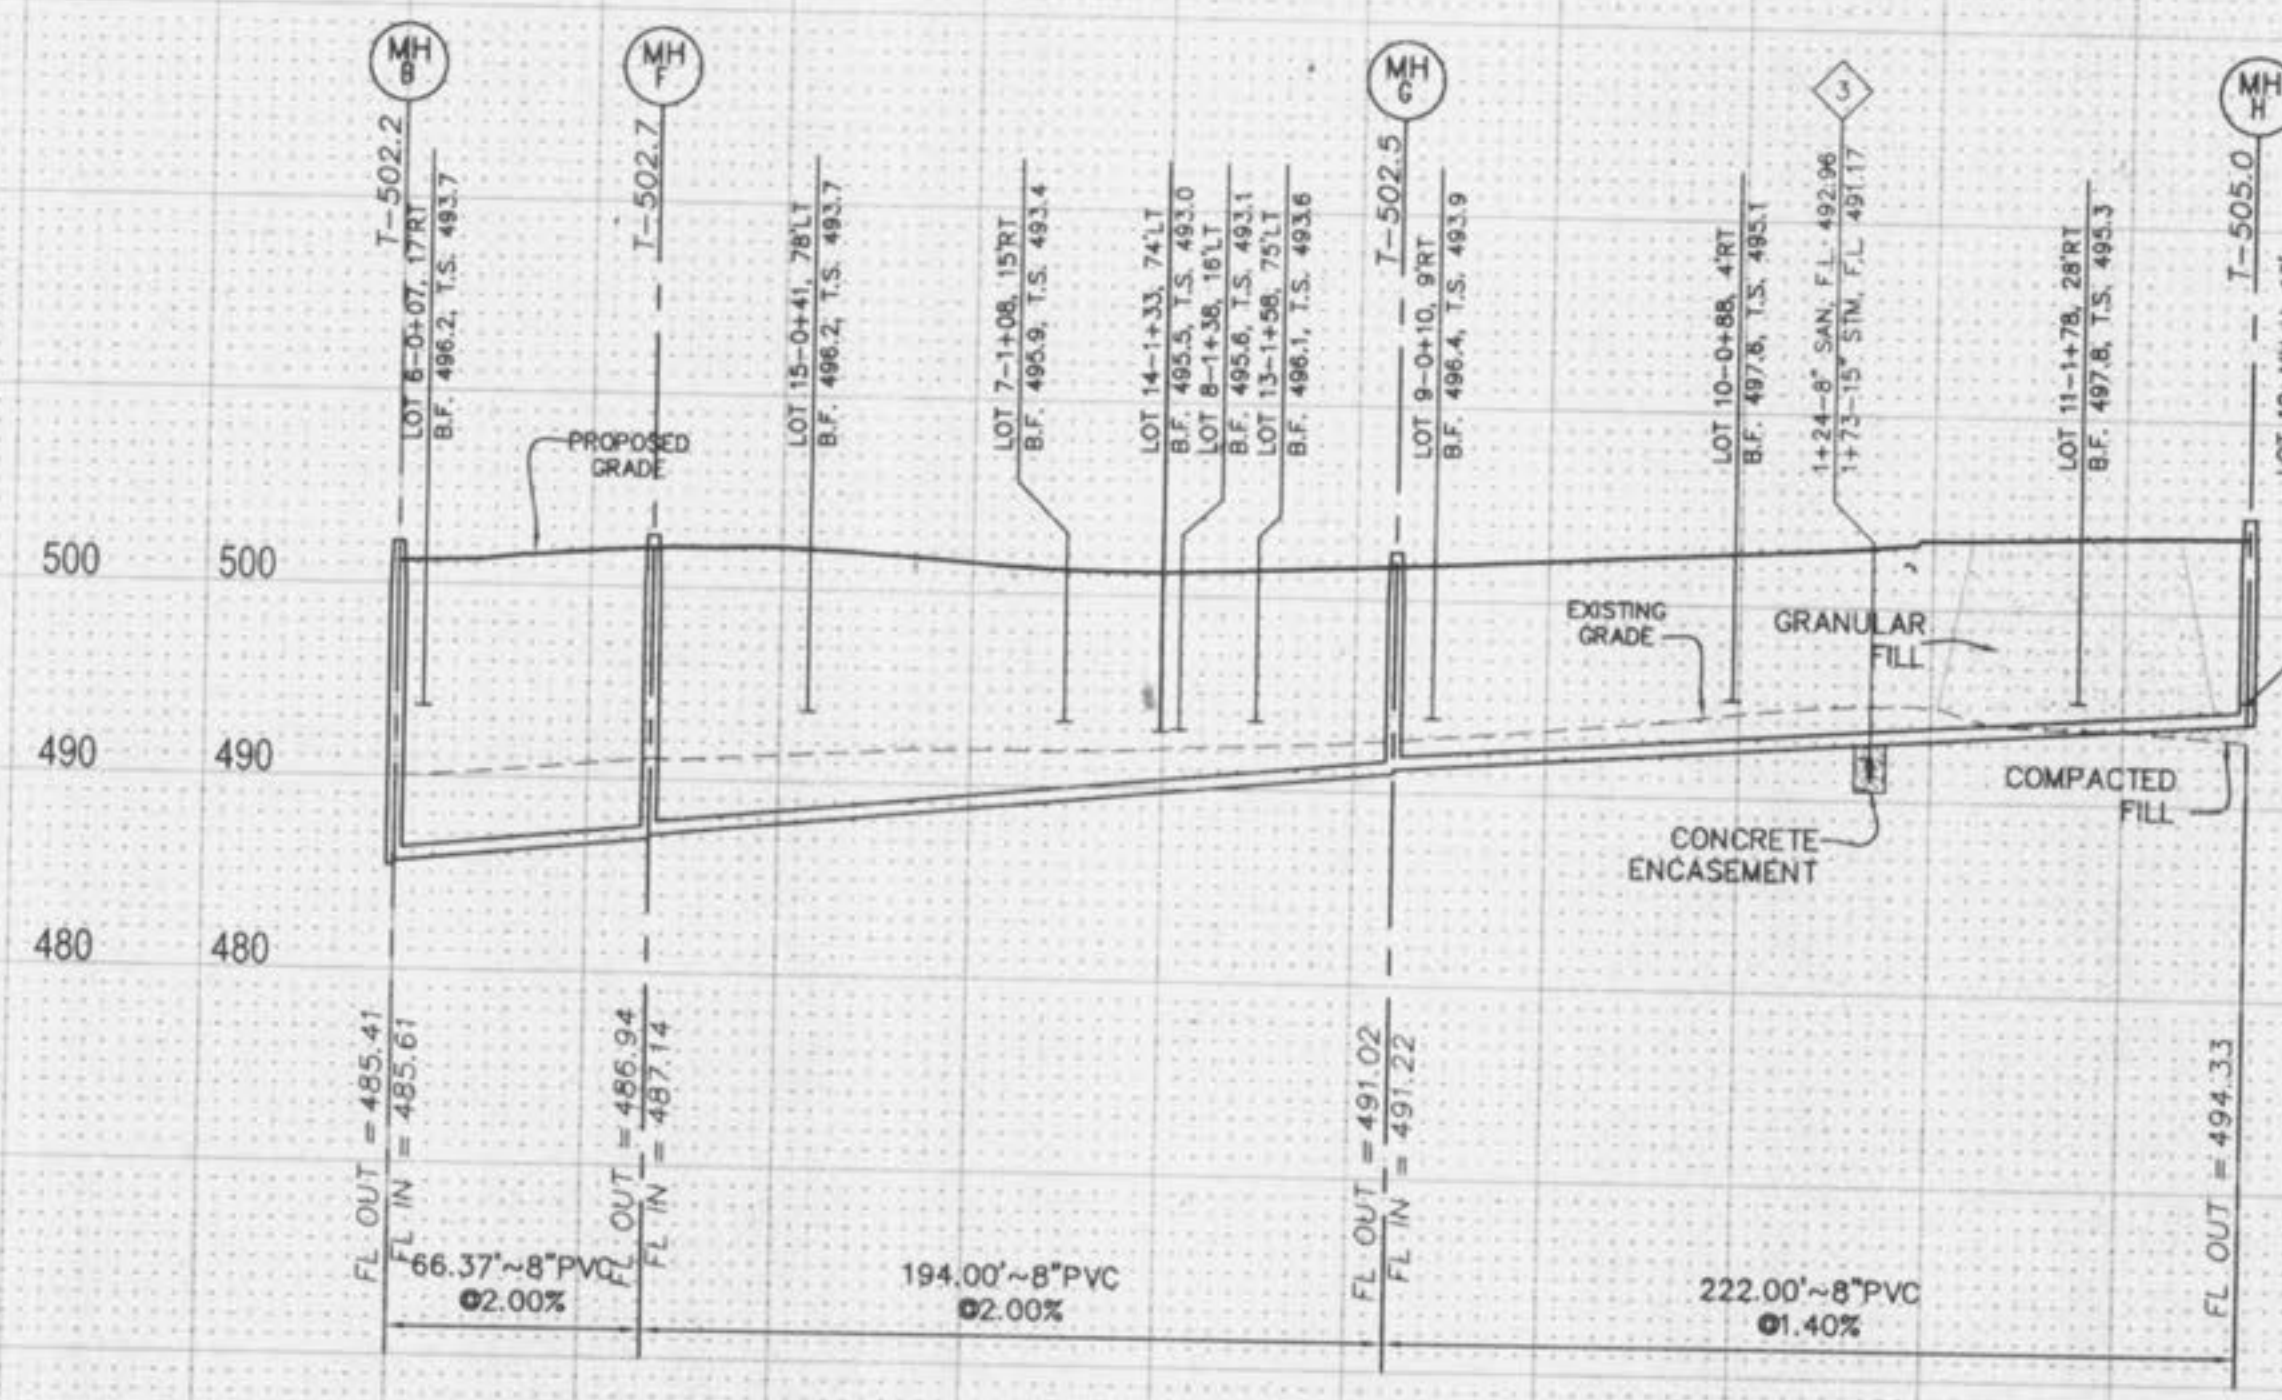 MH
B
MH
F
MH
G
3
MH
H
T-502.2
LOT 6-0+07, 17'RT
B.F. 496.2, T.S. 493.7
T-502.7
LOT 15-0+41, 78'LT
B.F. 496.2, T.S. 493.7
LOT 7-1+08, 15'RT
B.F. 495.9, T.S. 493.4
LOT 14-1+33, 74'LT
B.F. 495.5, T.S. 493.0
LOT 8-1+38, 16'LT
B.F. 495.6, T.S. 493.1
LOT 13-1+58, 75'LT
B.F. 496.1, T.S. 493.6
T-502.5
LOT 9-0+10, 9'RT
B.F. 496.4, T.S. 493.9
LOT 10-0+88, 4'RT
B.F. 497.6, T.S. 495.1
1+24-8" SAN, F.L. 492.96
1+73-15" STM, F.L. 491.17
LOT 11-1+78, 28'RT
B.F. 497.8, T.S. 495.3
T-505.0
PROPOSED
GRADE
500 500
EXISTING
GRADE
GRANULAR
FILL
490 490
COMPACTED
FILL
CONCRETE
ENCASEMENT
480 480
FL OUT = 485.41
FL IN = 485.61
FL OUT = 486.94
FL IN = 487.14
FL OUT = 491.02
FL IN = 491.22
FL OUT = 494.33
66.37'~8"PVC
@2.00%
194.00'~8"PVC
@2.00%
222.00'~8"PVC
@1.40%